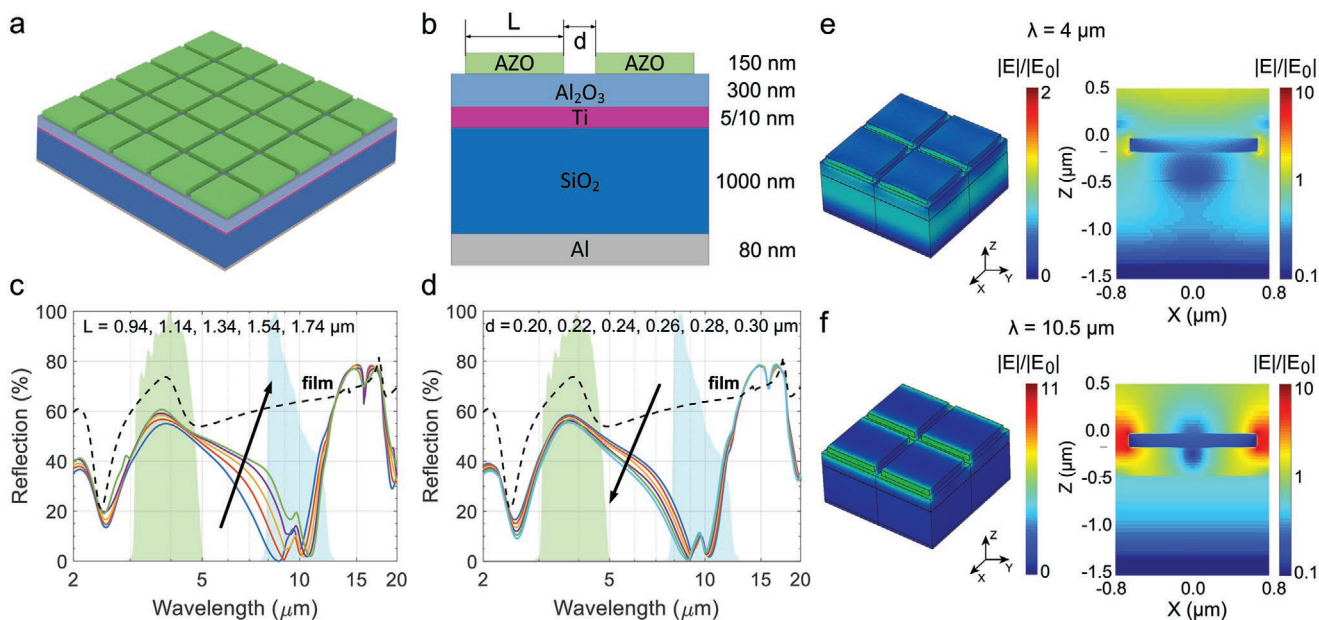 a
b
L
d
AZO
AZO
150 nm
Al₂O₃
300 nm
Ti
5/10 nm
SiO₂
1000 nm
Al
80 nm
c
L = 0.94, 1.14, 1.34, 1.54, 1.74 µm
film
Reflection (%)
100
80
60
40
20
0
2
5
10
15
20
Wavelength (µm)
d
d = 0.20, 0.22, 0.24, 0.26, 0.28, 0.30 µm
film
Reflection (%)
100
80
60
40
20
0
2
5
10
15
20
Wavelength (µm)
e
λ = 4 µm
|E|/|E₀|
2
0
Z
Y
X
|E|/|E₀|
10
1
0.1
Z (µm)
0.5
0.0
-0.5
-1.0
-1.5
-0.8
0.0
0.8
X (µm)
f
λ = 10.5 µm
|E|/|E₀|
11
0
Z
Y
X
|E|/|E₀|
10
1
0.1
Z (µm)
0.5
0.0
-0.5
-1.0
-1.5
-0.8
0.0
0.8
X (µm)